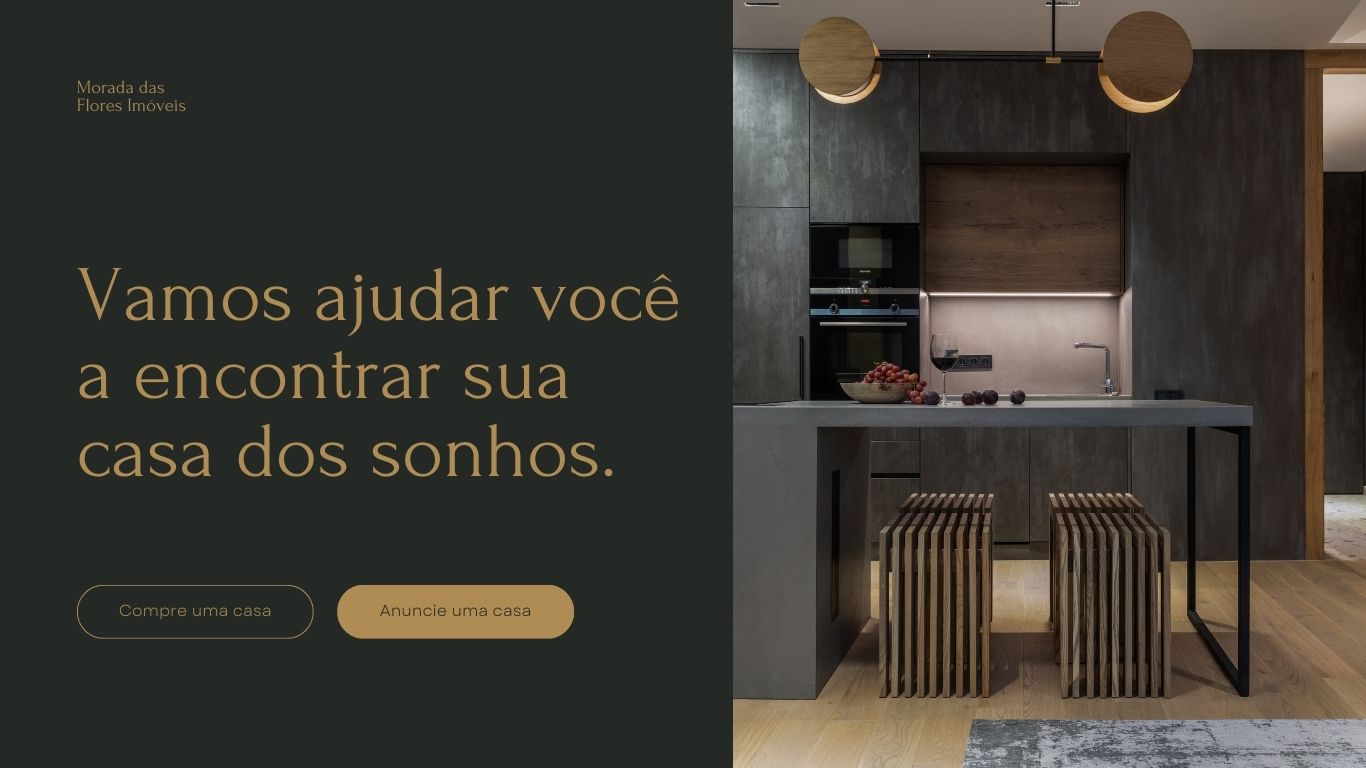 Morada das
Flores Imóveis
Vamos ajudar você
a encontrar sua
casa dos sonhos.
Compre uma casa
Anuncie uma casa